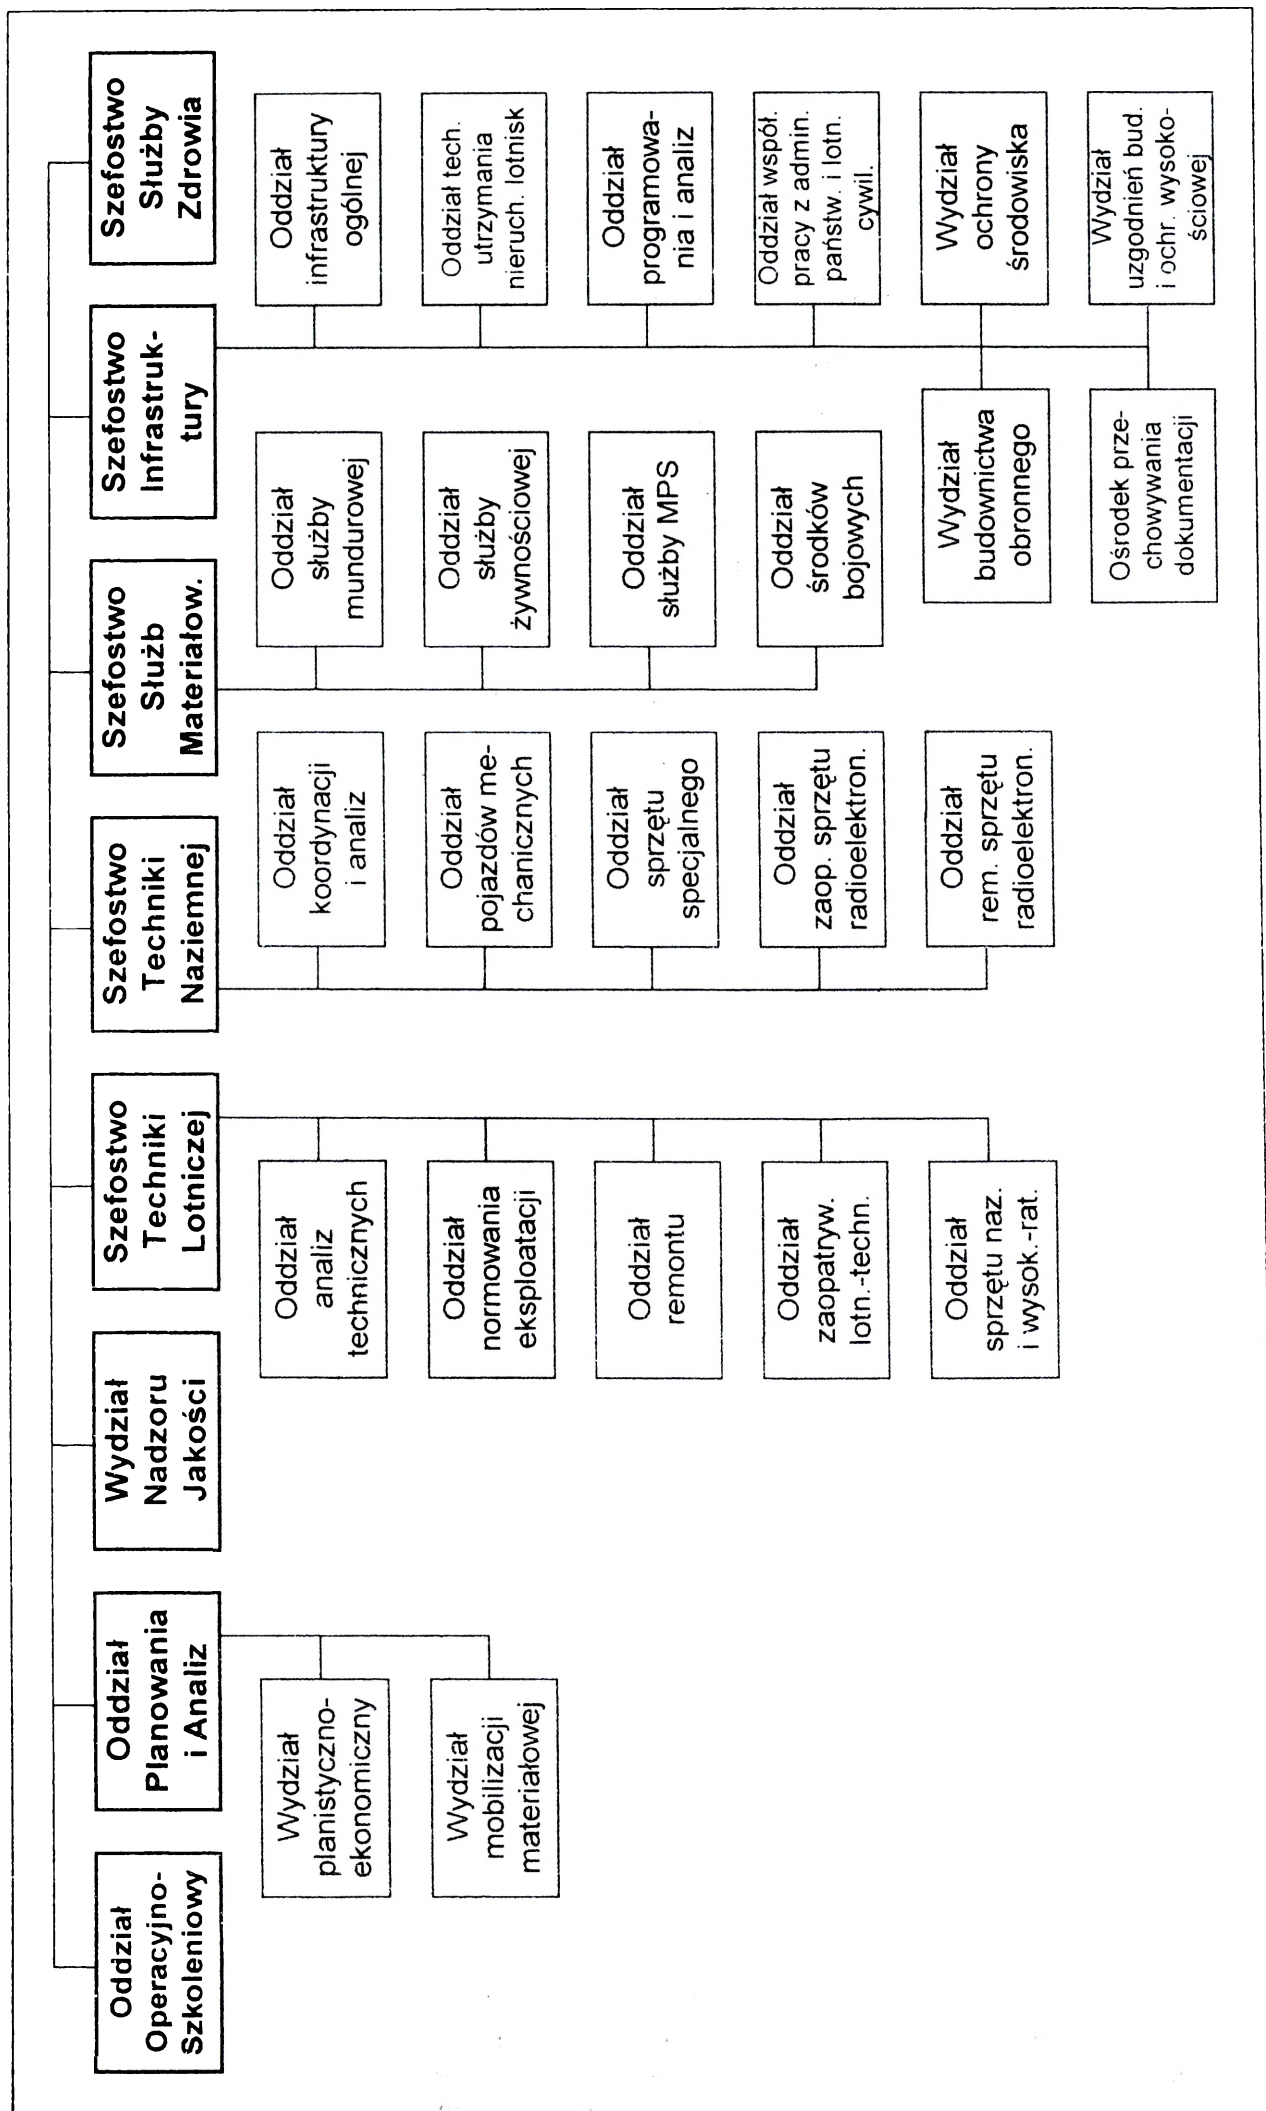 Oddział
Operacyjno-
Szkoleniowy
Oddział
Planowania
i Analiz
Wydział
planistyczno-
ekonomiczny
Wydział
mobilizacji
materiałowej
Wydział
Nadzoru
Jakości
Szefostwo
Techniki
Lotniczej
Oddział
analiz
technicznych
Oddział
normowania
eksploatacji
Oddział
remontu
Oddział
zaopatryw.
lotn.-techn.
Oddział
sprzętu naz.
i wysok.-rat.
Szefostwo
Techniki
Naziemnej
Oddział
koordynacji
i analiz
Oddział
pojazdów me-
chanicznych
Oddział
sprzętu
specjalnego
Oddział
zaop. sprzętu
radioelektron.
Oddział
rem. sprzętu
radioelektron.
Szefostwo
Służb
Materiałow.
Oddział
służby
mundurowej
Oddział
służby
żywnościowej
Oddział
służby MPS
Oddział
środków
bojowych
Szefostwo
Infrastruk-
tury
Oddział
infrastruktury
ogólnej
Oddział tech.
utrzymania
nieruch. lotnisk
Oddział
programowa-
nia i analiz
Oddział współ.
pracy z admin.
państw. i lotn.
cywil.
Wydział
ochrony
środowiska
Wydział
budownictwa
obronnego
Wydział
uzgodnień bud.
i ochr. wysoko-
ściowej
Ośrodek prze-
chowywania
dokumentacji
Szefostwo
Służby
Zdrowia